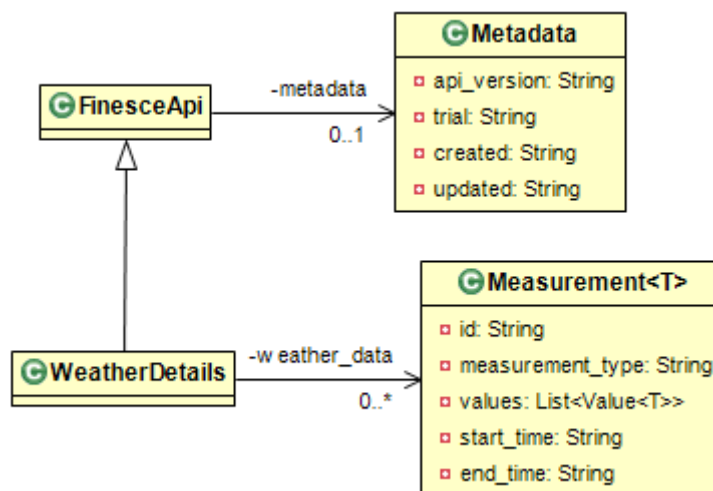 C Metadata
api_version: String
trial: String
created: String
updated: String
C FinesceApi
-metadata
0..1
C Measurement<T>
id: String
measurement_type: String
values: List<Value<T>>
start_time: String
end_time: String
C WeatherDetails
-w eather_data
0..*